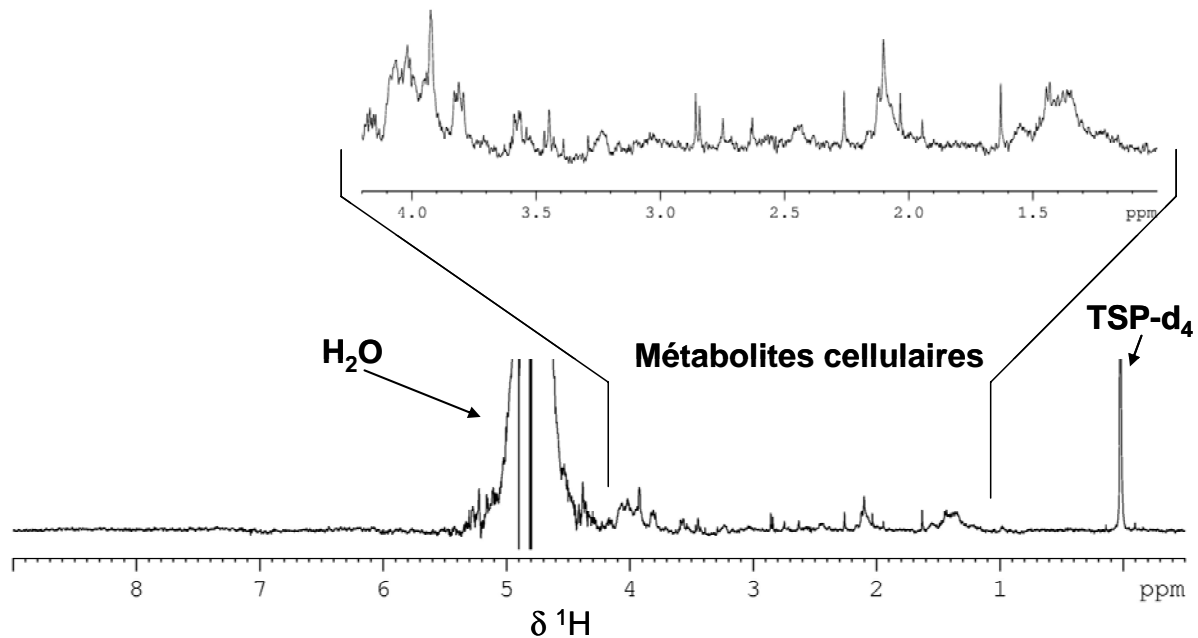 4.0 3.5 3.0 2.5 2.0 1.5 ppm
TSP-d₄
H₂O
Métabolites cellulaires
8 7 6 5 4 3 2 1 ppm
δ ¹H